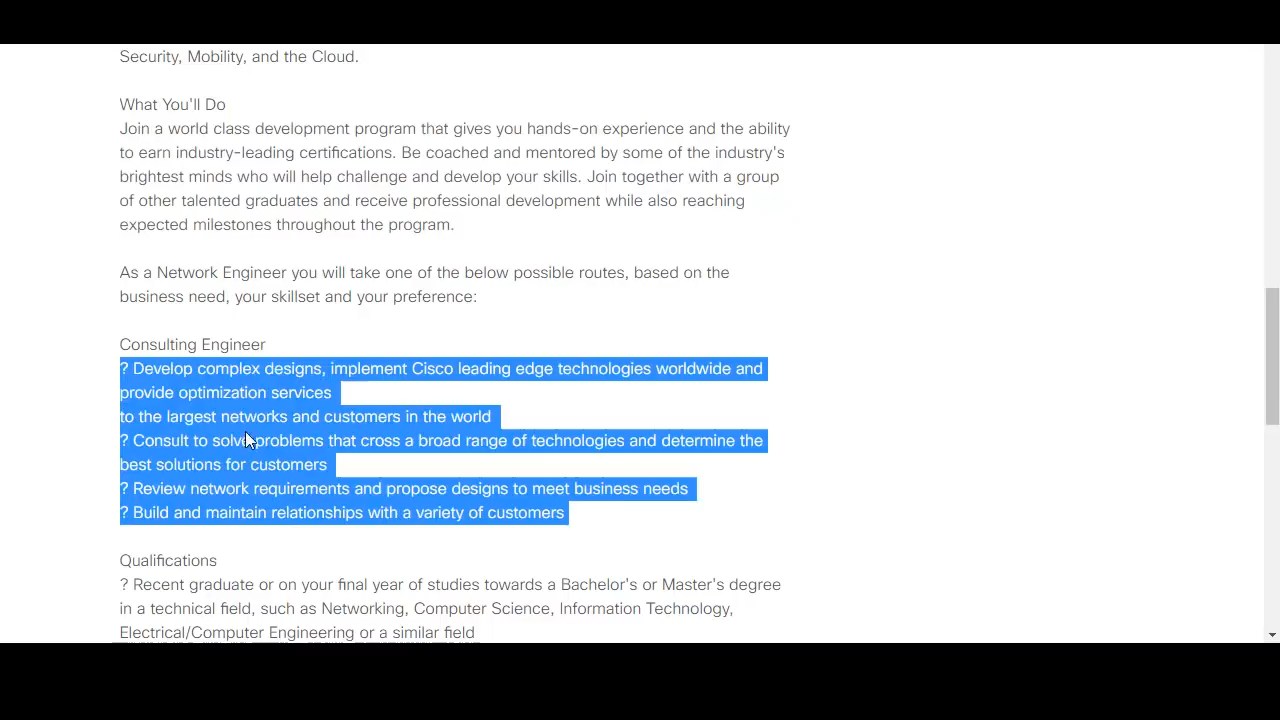 Security, Mobility, and the Cloud.
What You'll Do
Join a world class development program that gives you hands-on experience and the ability
to earn industry-leading certifications. Be coached and mentored by some of the industry's
brightest minds who will help challenge and develop your skills. Join together with a group
of other talented graduates and receive professional development while also reaching
expected milestones throughout the program.
As a Network Engineer you will take one of the below possible routes, based on the
business need, your skillset and your preference:
Consulting Engineer
? Develop complex designs, implement Cisco leading edge technologies worldwide and
provide optimization services
to the largest networks and customers in the world
? Consult to solve problems that cross a broad range of technologies and determine the
best solutions for customers
? Review network requirements and propose designs to meet business needs
? Build and maintain relationships with a variety of customers
Qualifications
? Recent graduate or on your final year of studies towards a Bachelor's or Master's degree
in a technical field, such as Networking, Computer Science, Information Technology,
Electrical/Computer Engineering or a similar field